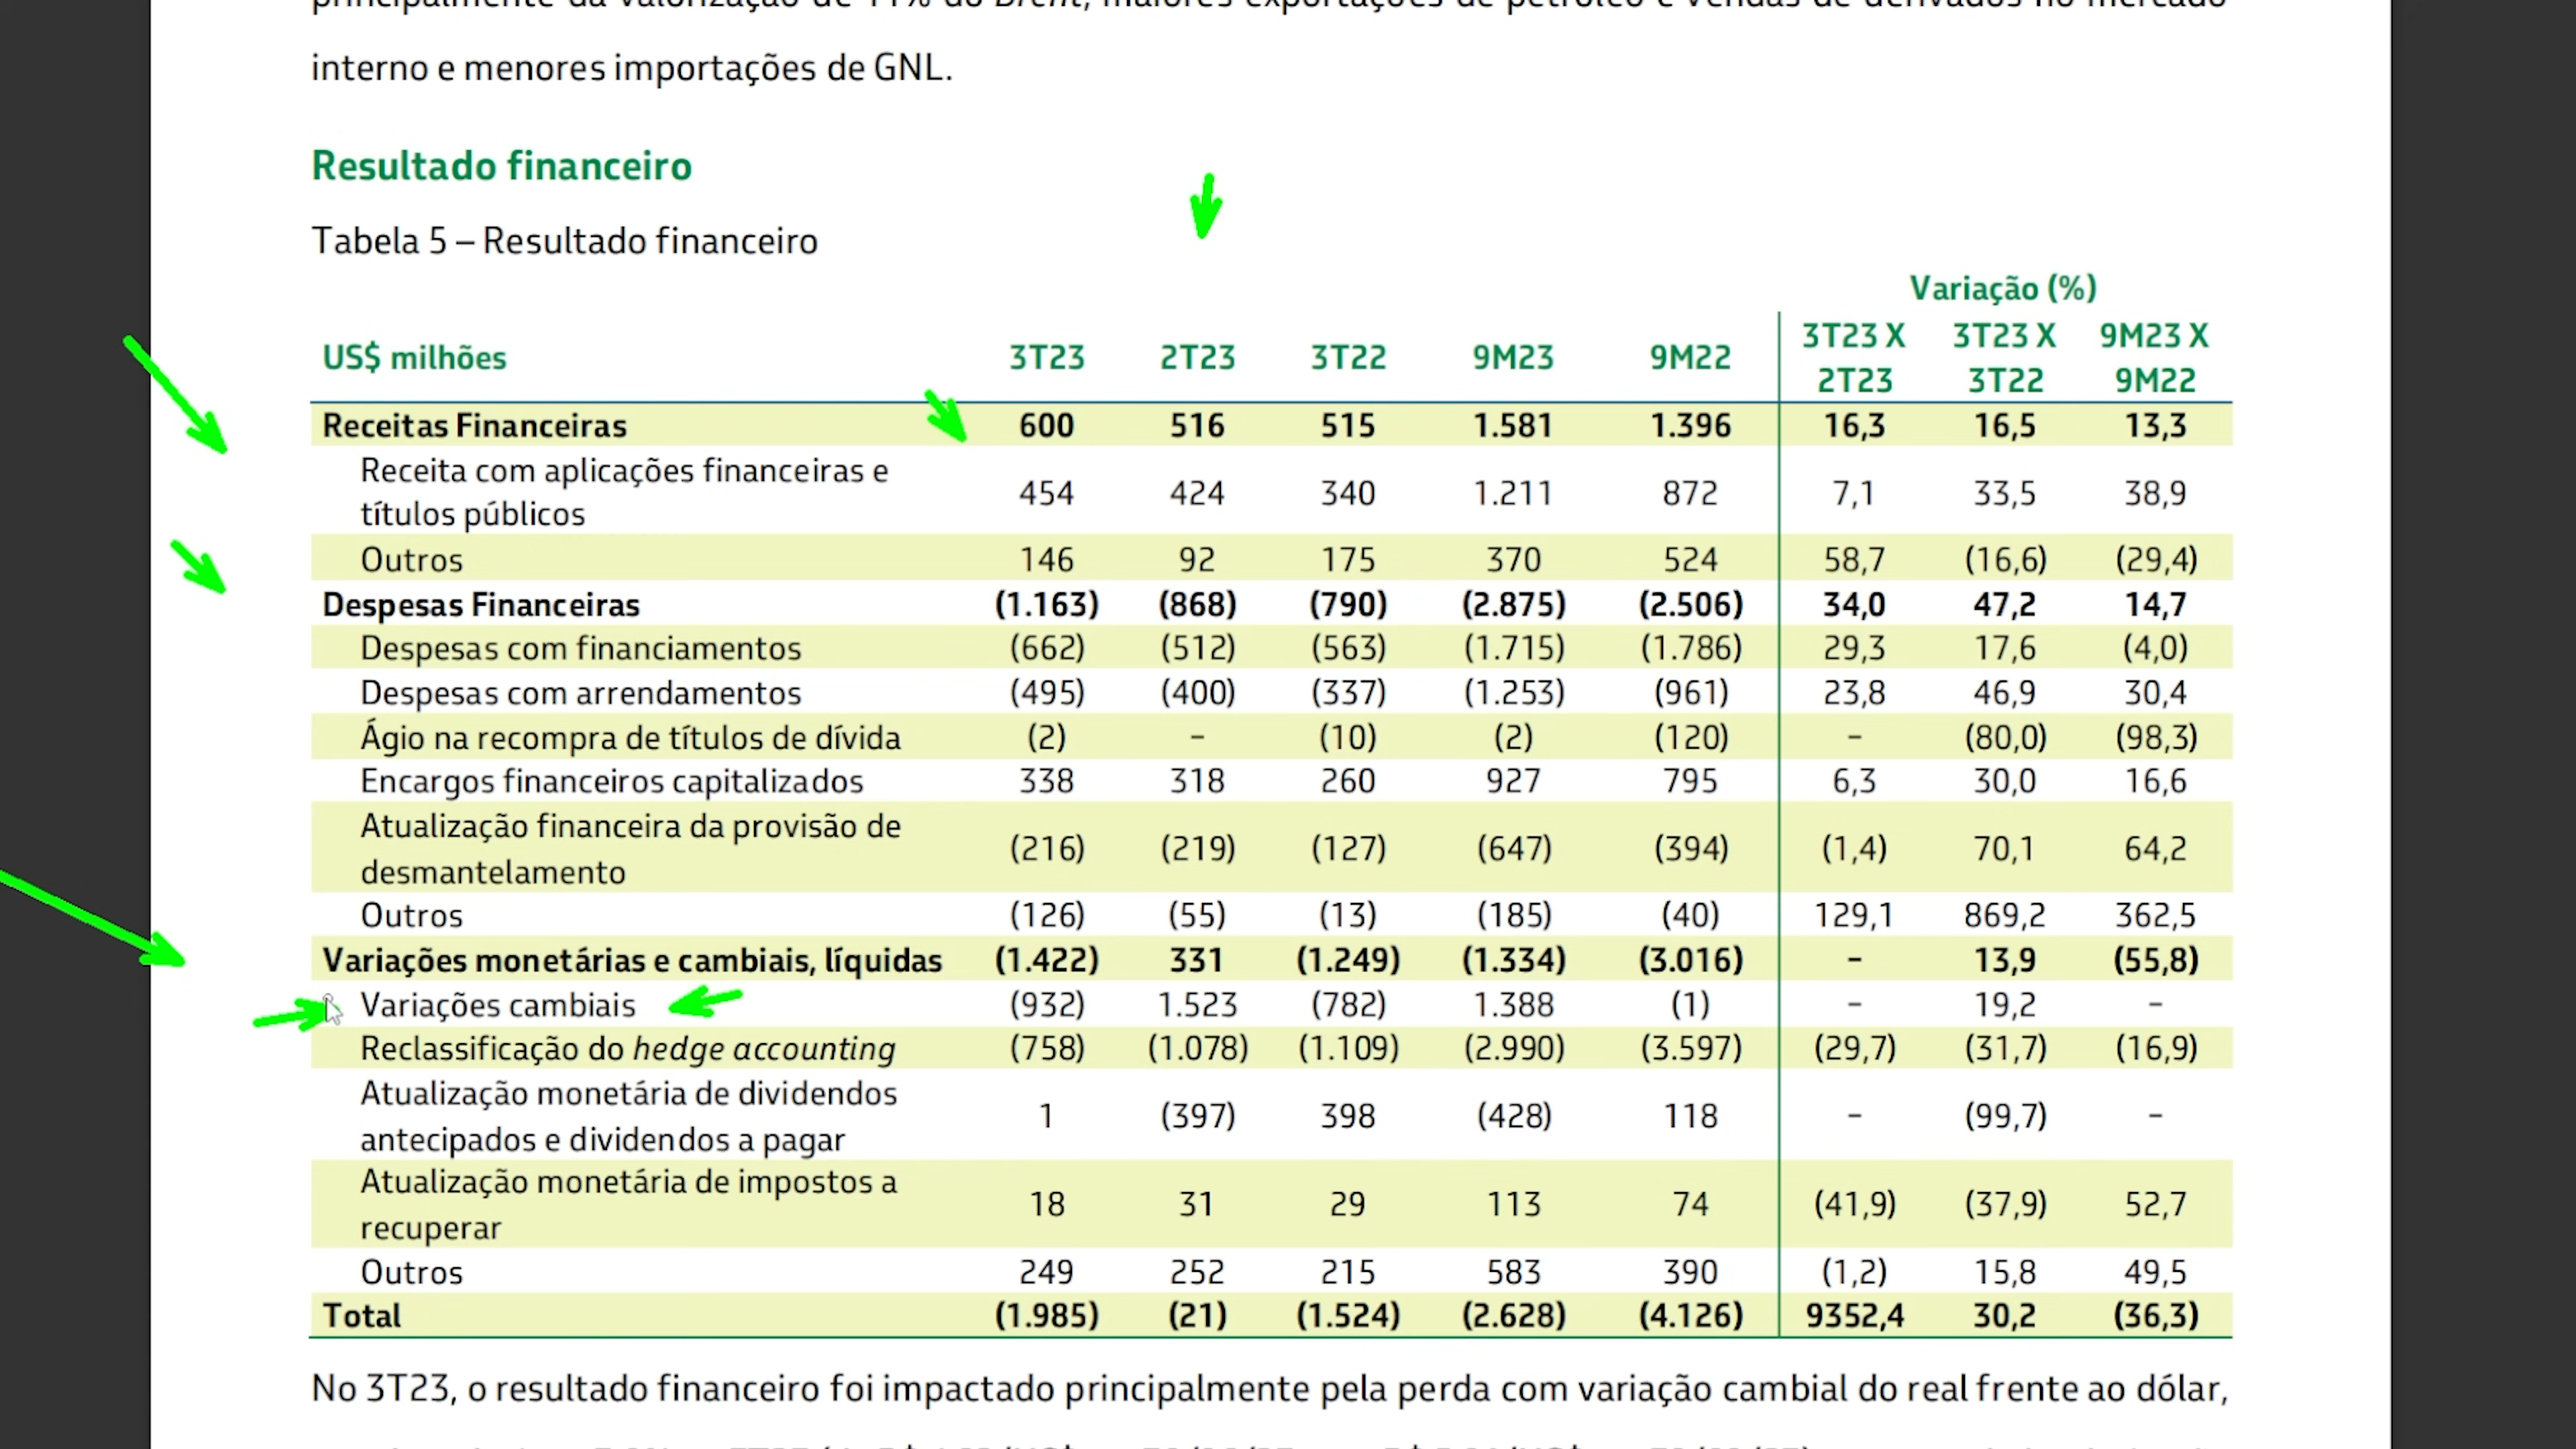 interno e menores importações de GNL.
Resultado financeiro
Tabela 5 – Resultado financeiro
Variação (%)
US$ milhões 3T23 2T23 3T22 9M23 9M22 3T23 X 2T23 3T23 X 3T22 9M23 X 9M22
Receitas Financeiras 600 516 515 1.581 1.396 16,3 16,5 13,3
Receita com aplicações financeiras e
títulos públicos 454 424 340 1.211 872 7,1 33,5 38,9
Outros 146 92 175 370 524 58,7 (16,6) (29,4)
Despesas Financeiras (1.163) (868) (790) (2.875) (2.506) 34,0 47,2 14,7
Despesas com financiamentos (662) (512) (563) (1.715) (1.786) 29,3 17,6 (4,0)
Despesas com arrendamentos (495) (400) (337) (1.253) (961) 23,8 46,9 30,4
Ágio na recompra de títulos de dívida (2) – (10) (2) (120) – (80,0) (98,3)
Encargos financeiros capitalizados 338 318 260 927 795 6,3 30,0 16,6
Atualização financeira da provisão de
desmantelamento (216) (219) (127) (647) (394) (1,4) 70,1 64,2
Outros (126) (55) (13) (185) (40) 129,1 869,2 362,5
Variações monetárias e cambiais, líquidas (1.422) 331 (1.249) (1.334) (3.016) – 13,9 (55,8)
Variações cambiais (932) 1.523 (782) 1.388 (1) – 19,2 –
Reclassificação do hedge accounting (758) (1.078) (1.109) (2.990) (3.597) (29,7) (31,7) (16,9)
Atualização monetária de dividendos
antecipados e dividendos a pagar 1 (397) 398 (428) 118 – (99,7) –
Atualização monetária de impostos a
recuperar 18 31 29 113 74 (41,9) (37,9) 52,7
Outros 249 252 215 583 390 (1,2) 15,8 49,5
Total (1.985) (21) (1.524) (2.628) (4.126) 9352,4 30,2 (36,3)
No 3T23, o resultado financeiro foi impactado principalmente pela perda com variação cambial do real frente ao dólar,